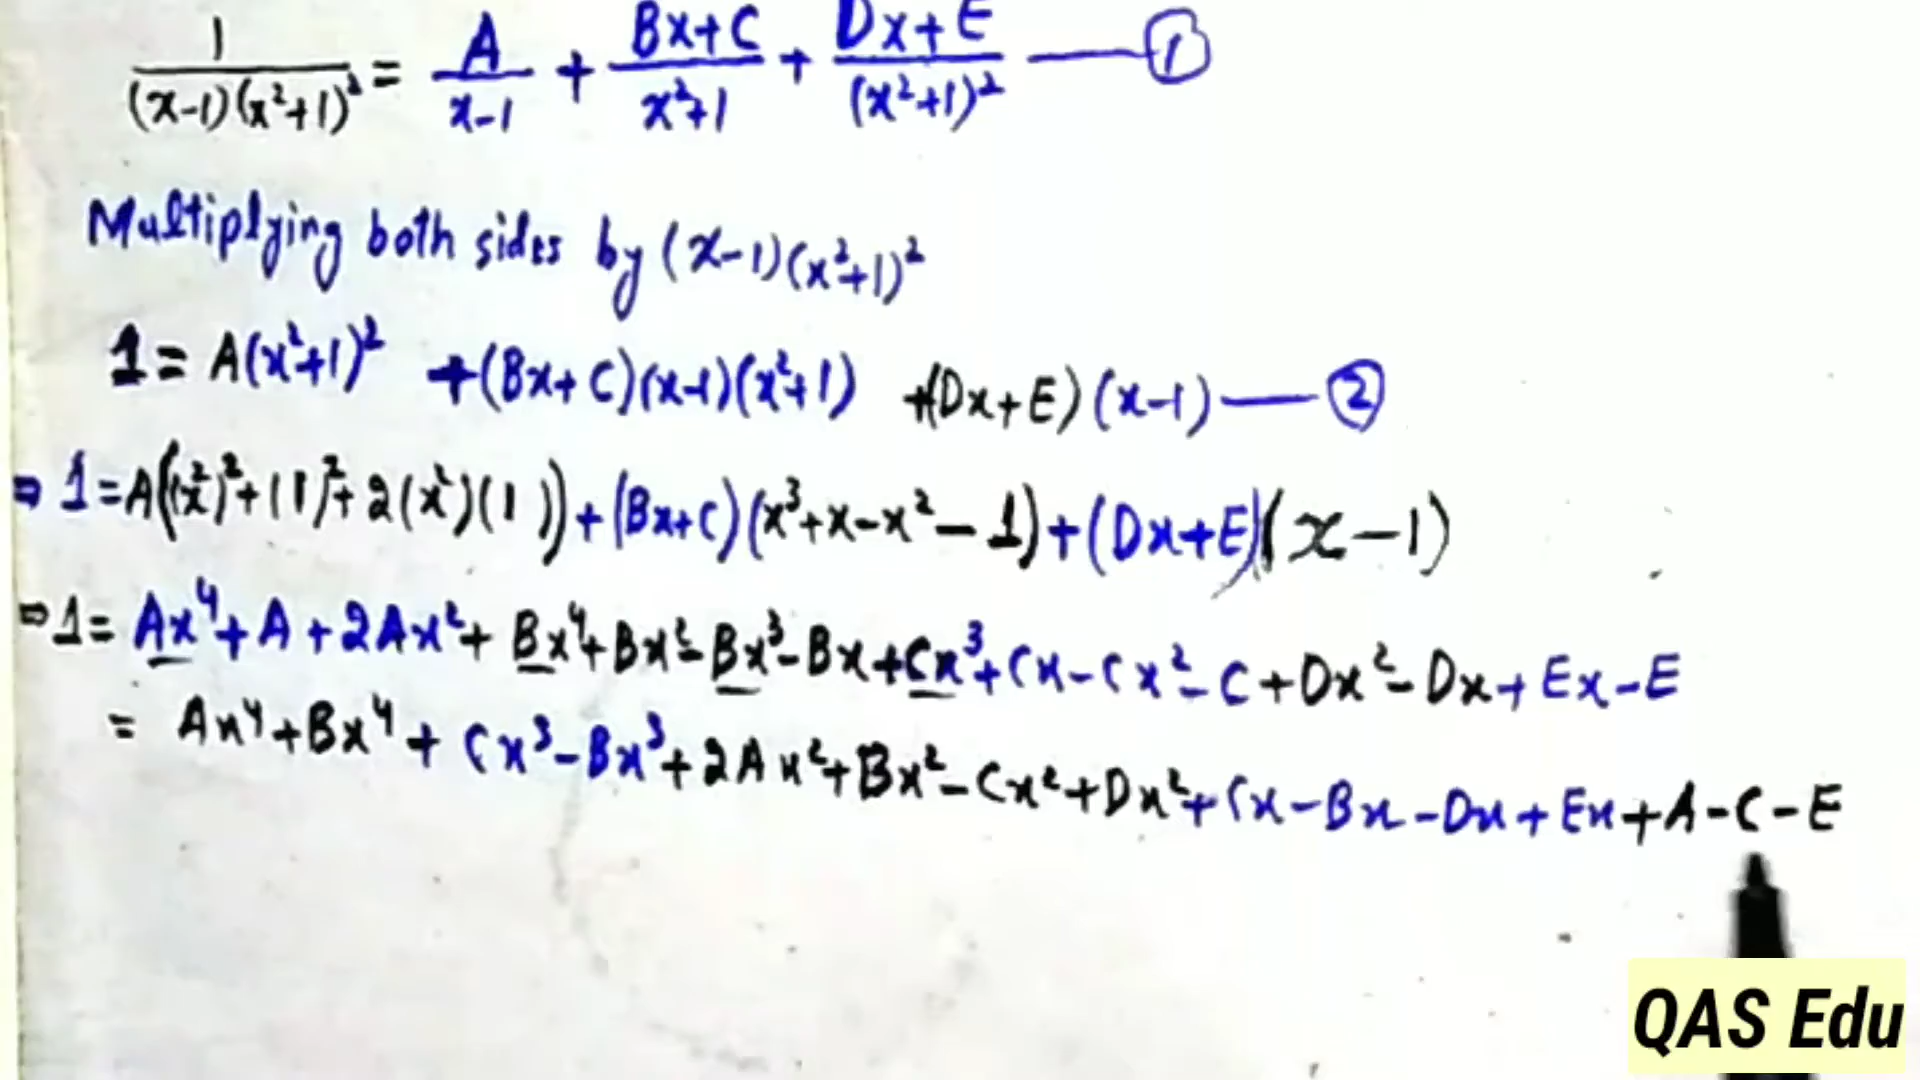 1/((x-1)(x²+1)²) = A/(x-1) + (Bx+C)/(x²+1) + (Dx+E)/(x²+1)² — ①
Multiplying both sides by (x-1)(x²+1)²
1 = A(x²+1)² + (Bx+C)(x-1)(x²+1) + (Dx+E)(x-1) — ②
⇒ 1 = A((x²)² + (1)² + 2(x²)(1)) + (Bx+C)(x³+x-x²-1) + (Dx+E)(x-1)
⇒ 1 = Ax⁴ + A + 2Ax² + Bx⁴ + Bx² - Bx³ - Bx + Cx³ + Cx - Cx² - C + Dx² - Dx + Ex - E
= Ax⁴ + Bx⁴ + Cx³ - Bx³ + 2Ax² + Bx² - Cx² + Dx² + Cx - Bx - Dx + Ex + A - C - E
QAS Edu